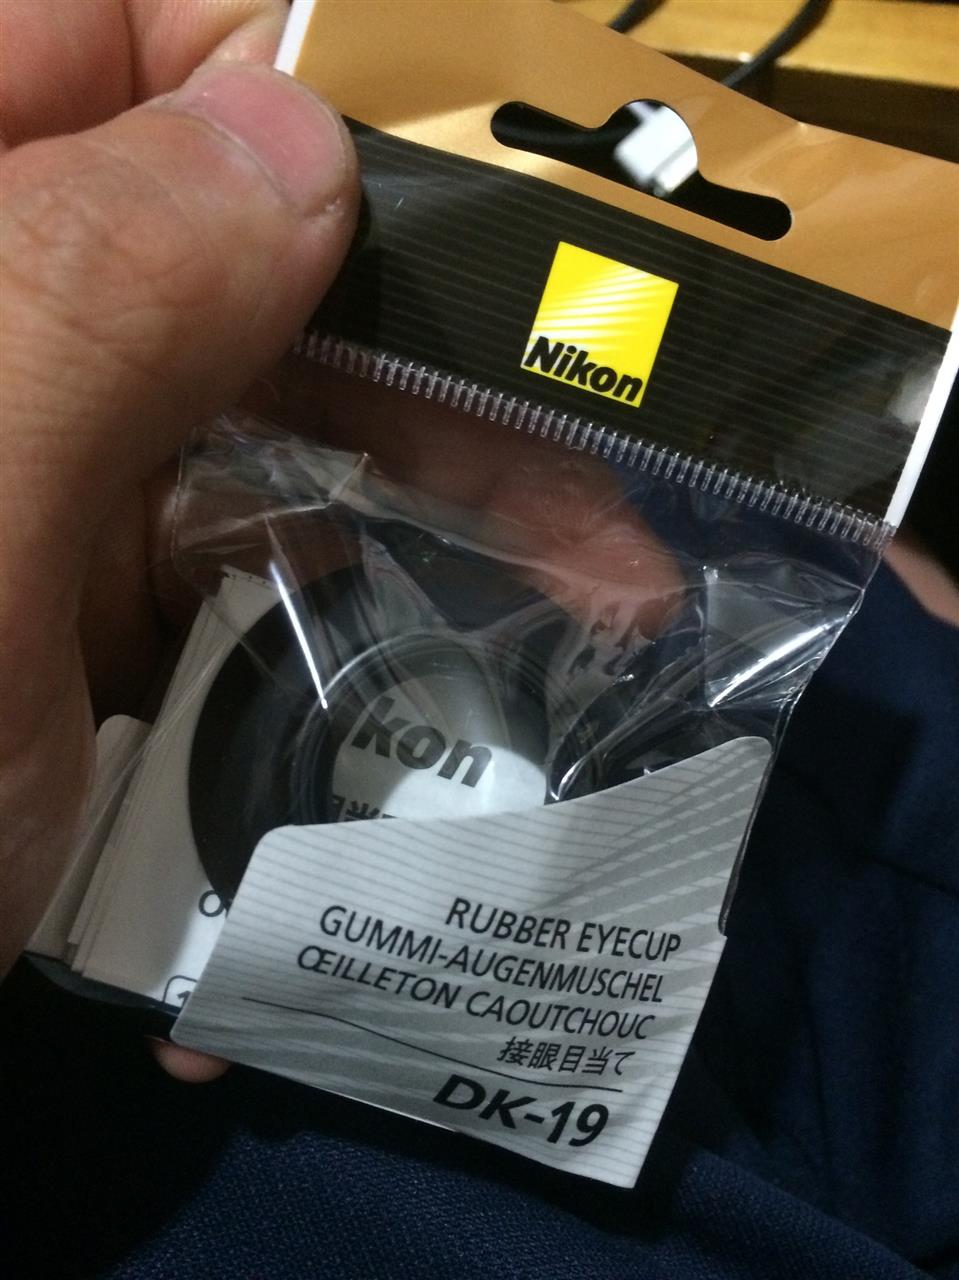 Nikon
kon
RUBBER EYECUP
GUMMI-AUGENMUSCHEL
ŒILLETON CAOUTCHOUC
接眼目当て
DK-19